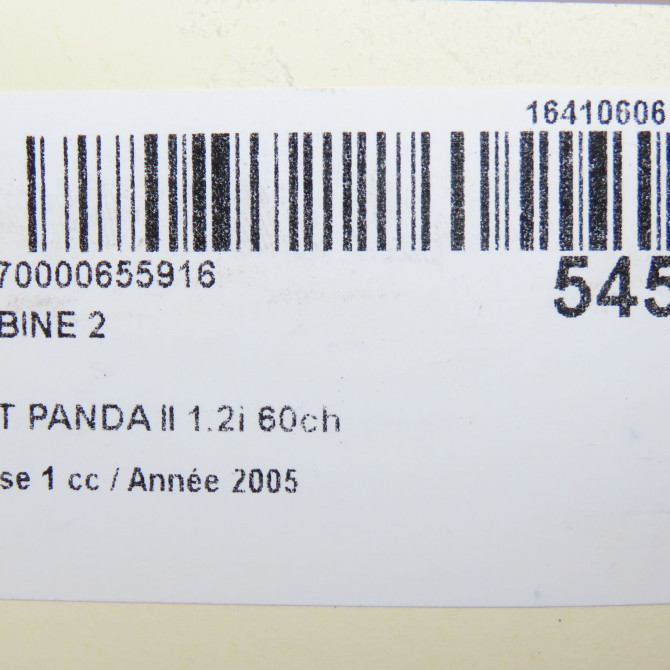 16410606
70000655916
545
BINE 2
T PANDA II 1.2i 60ch
se 1 cc / Année 2005